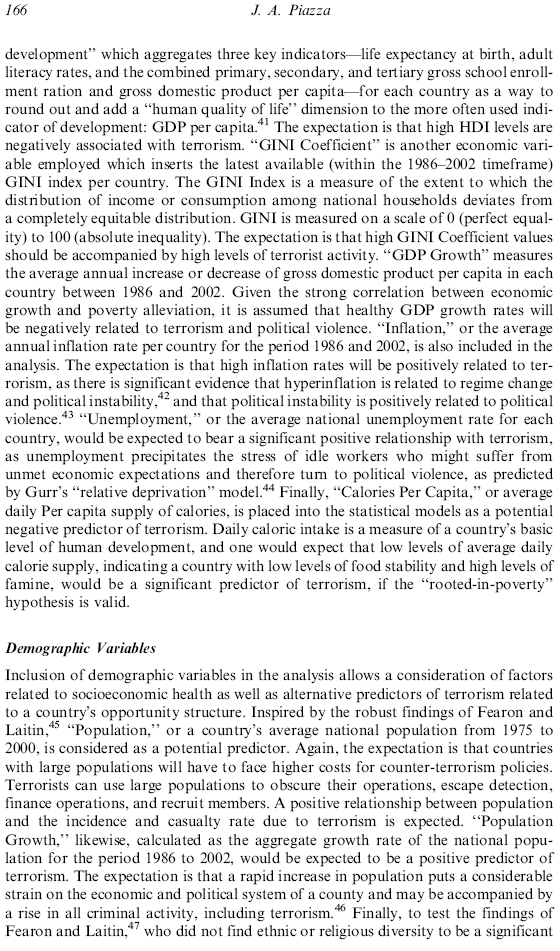 166 J. A. Piazza
development’’ which aggregates three key indicators—life expectancy at birth, adult
literacy rates, and the combined primary, secondary, and tertiary gross school enroll-
ment ration and gross domestic product per capita—for each country as a way to
round out and add a ‘‘human quality of life’’ dimension to the more often used indi-
cator of development: GDP per capita.41 The expectation is that high HDI levels are
negatively associated with terrorism. ‘‘GINI Coefficient’’ is another economic vari-
able employed which inserts the latest available (within the 1986–2002 timeframe)
GINI index per country. The GINI Index is a measure of the extent to which the
distribution of income or consumption among national households deviates from
a completely equitable distribution. GINI is measured on a scale of 0 (perfect equal-
ity) to 100 (absolute inequality). The expectation is that high GINI Coefficient values
should be accompanied by high levels of terrorist activity. ‘‘GDP Growth’’ measures
the average annual increase or decrease of gross domestic product per capita in each
country between 1986 and 2002. Given the strong correlation between economic
growth and poverty alleviation, it is assumed that healthy GDP growth rates will
be negatively related to terrorism and political violence. ‘‘Inflation,’’ or the average
annual inflation rate per country for the period 1986 and 2002, is also included in the
analysis. The expectation is that high inflation rates will be positively related to ter-
rorism, as there is significant evidence that hyperinflation is related to regime change
and political instability,42 and that political instability is positively related to political
violence.43 ‘‘Unemployment,’’ or the average national unemployment rate for each
country, would be expected to bear a significant positive relationship with terrorism,
as unemployment precipitates the stress of idle workers who might suffer from
unmet economic expectations and therefore turn to political violence, as predicted
by Gurr’s ‘‘relative deprivation’’ model.44 Finally, ‘‘Calories Per Capita,’’ or average
daily Per capita supply of calories, is placed into the statistical models as a potential
negative predictor of terrorism. Daily caloric intake is a measure of a country’s basic
level of human development, and one would expect that low levels of average daily
calorie supply, indicating a country with low levels of food stability and high levels of
famine, would be a significant predictor of terrorism, if the ‘‘rooted-in-poverty’’
hypothesis is valid.
Demographic Variables
Inclusion of demographic variables in the analysis allows a consideration of factors
related to socioeconomic health as well as alternative predictors of terrorism related
to a country’s opportunity structure. Inspired by the robust findings of Fearon and
Laitin,45 ‘‘Population,’’ or a country’s average national population from 1975 to
2000, is considered as a potential predictor. Again, the expectation is that countries
with large populations will have to face higher costs for counter-terrorism policies.
Terrorists can use large populations to obscure their operations, escape detection,
finance operations, and recruit members. A positive relationship between population
and the incidence and casualty rate due to terrorism is expected. ‘‘Population
Growth,’’ likewise, calculated as the aggregate growth rate of the national popu-
lation for the period 1986 to 2002, would be expected to be a positive predictor of
terrorism. The expectation is that a rapid increase in population puts a considerable
strain on the economic and political system of a county and may be accompanied by
a rise in all criminal activity, including terrorism.46 Finally, to test the findings of
Fearon and Laitin,47 who did not find ethnic or religious diversity to be a significant